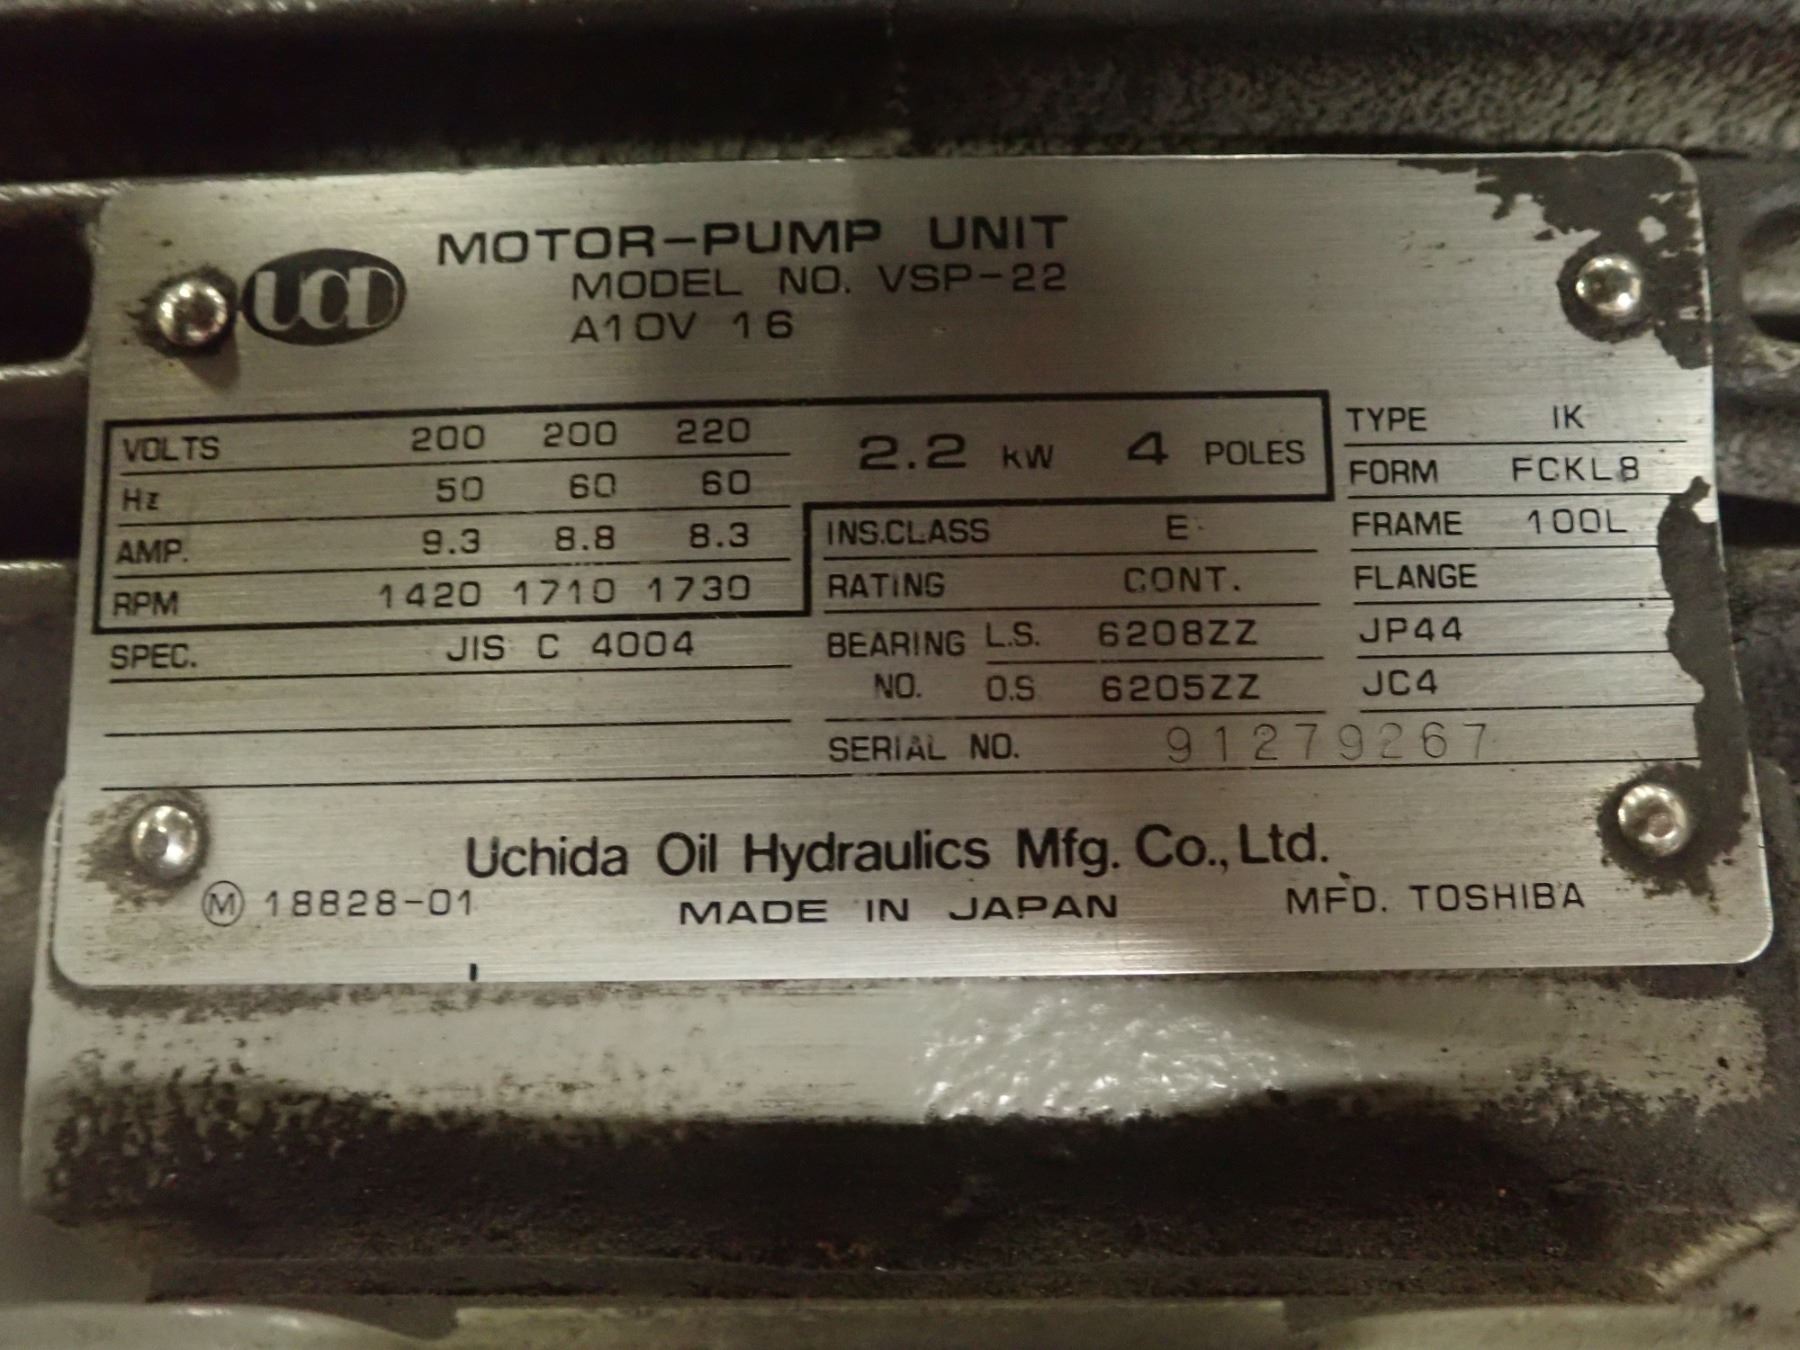 UCD
MOTOR-PUMP UNIT
MODEL NO. VSP-22
A10V 16
VOLTS 200 200 220
Hz 50 60 60
AMP. 9.3 8.8 8.3
RPM 1420 1710 1730
SPEC. JIS C 4004
2.2 kW 4 POLES
INS.CLASS E
RATING CONT.
BEARING L.S. 6208ZZ
NO. O.S 6205ZZ
SERIAL NO. 91279267
TYPE IK
FORM FCKL8
FRAME 100L
FLANGE
JP44
JC4
Uchida Oil Hydraulics Mfg. Co., Ltd.
M 18828-01 MADE IN JAPAN MFD. TOSHIBA